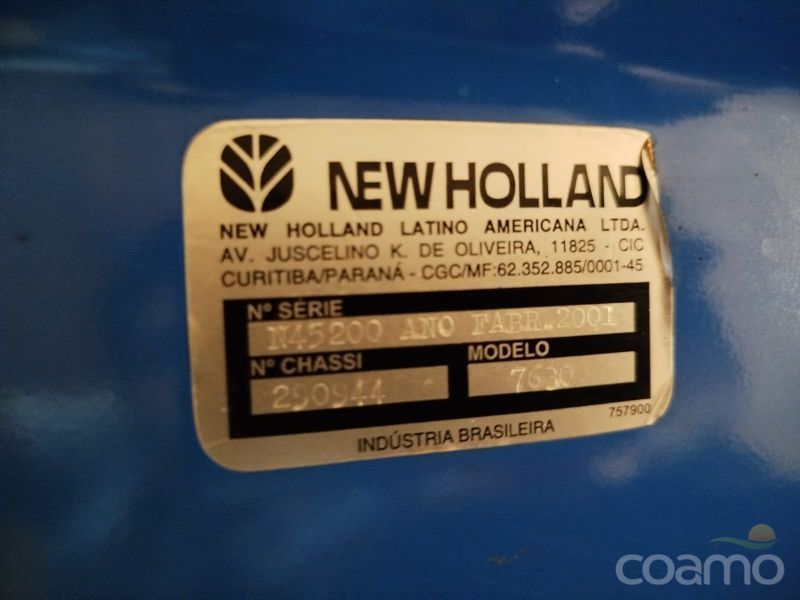 NEW HOLLAND
NEW HOLLAND LATINO AMERICANA LTDA.
AV. JUSCELINO K. DE OLIVEIRA, 11825 - CIC
CURITIBA/PARANÁ - CGC/MF:62.352.885/0001-45
Nº SÉRIE
N45200 ANO FABR.2001
Nº CHASSI
290944
MODELO
7630
757900
INDÚSTRIA BRASILEIRA
coamo